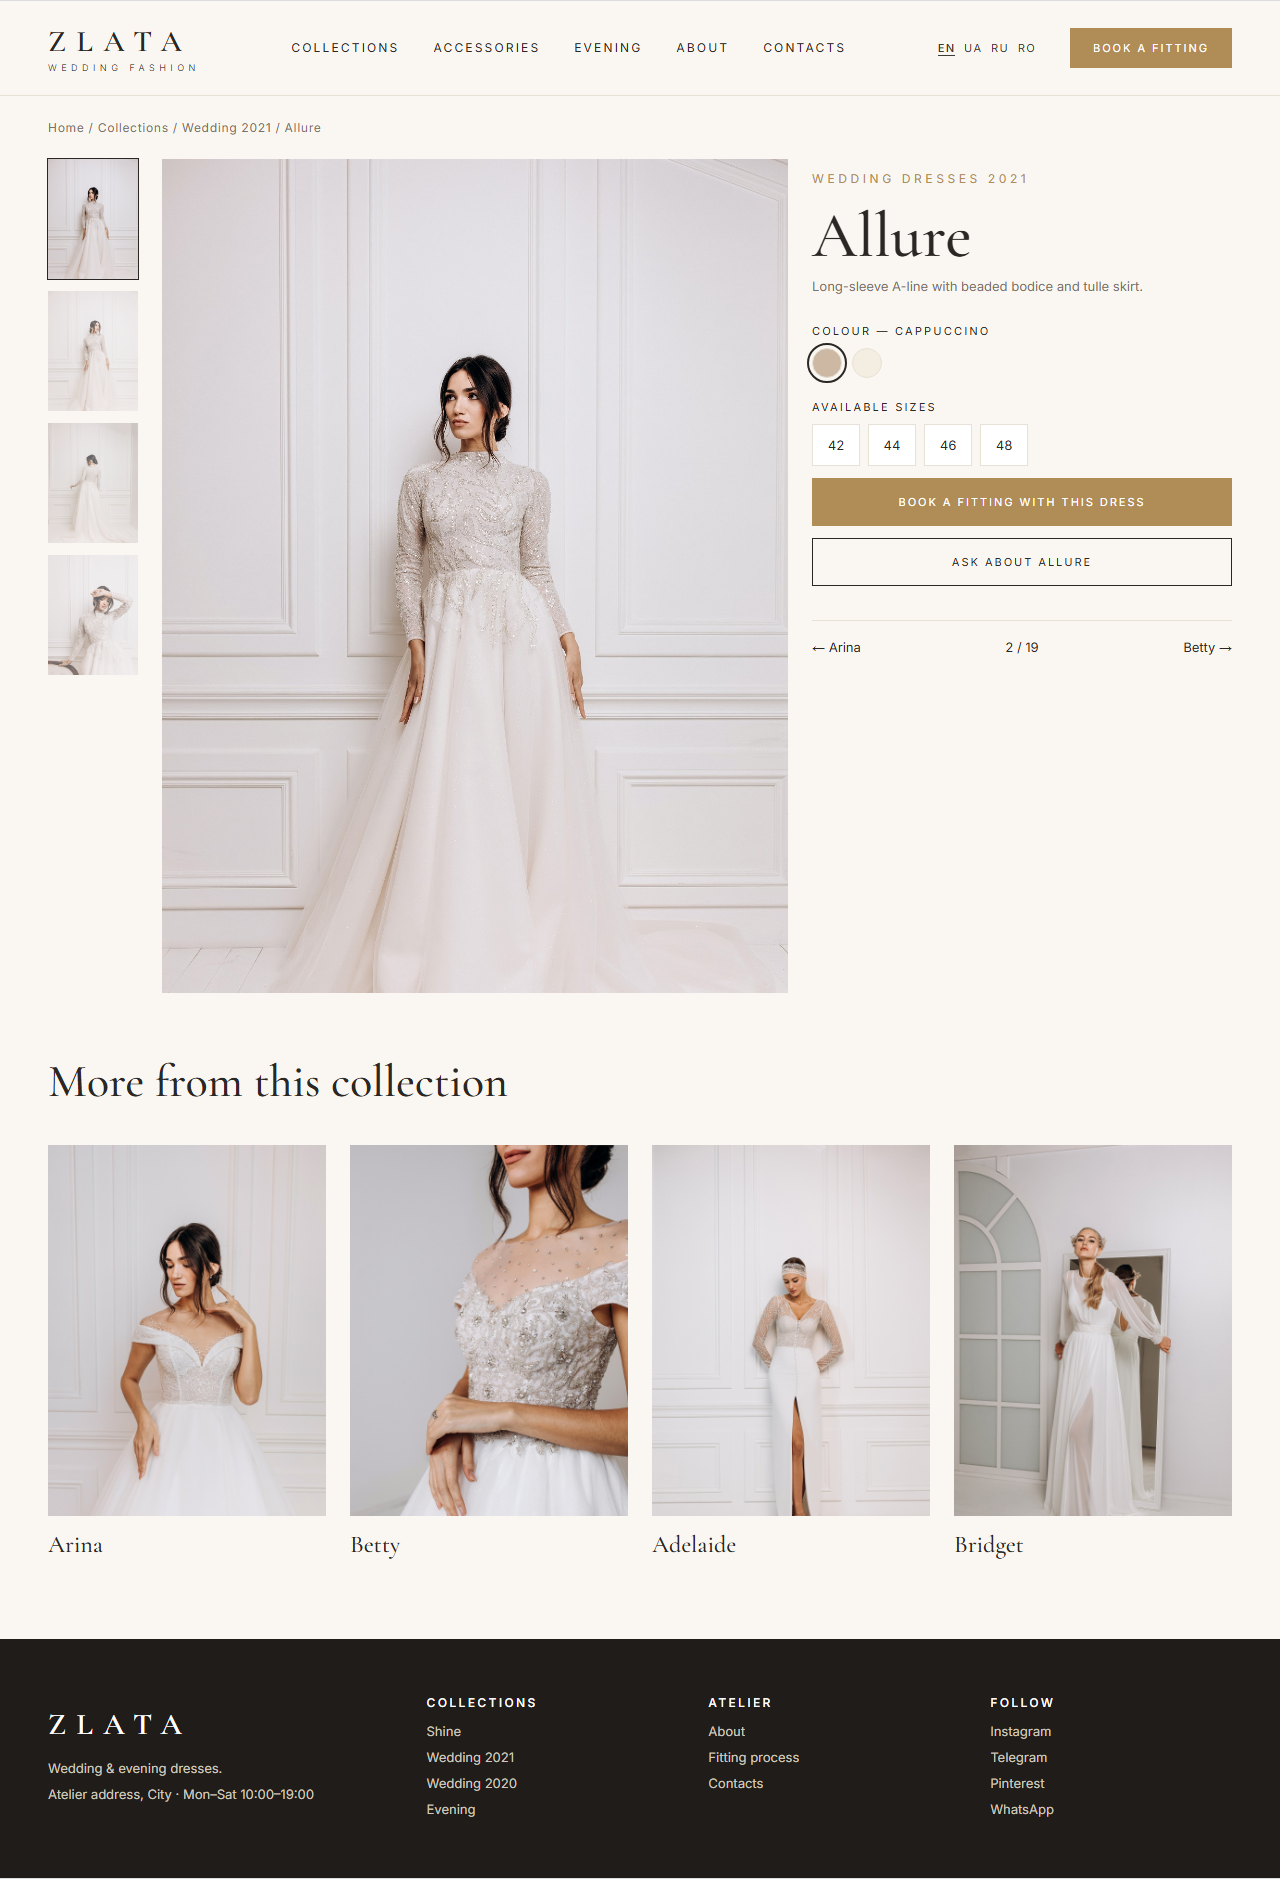 ZLATA
WEDDING FASHION
COLLECTIONS ACCESSORIES EVENING ABOUT CONTACTS
EN UA RU RO
BOOK A FITTING
Home / Collections / Wedding 2021 / Allure
WEDDING DRESSES 2021
Allure
Long-sleeve A-line with beaded bodice and tulle skirt.
COLOUR — CAPPUCCINO
AVAILABLE SIZES
42 44 46 48
BOOK A FITTING WITH THIS DRESS
ASK ABOUT ALLURE
← Arina 2 / 19 Betty →
More from this collection
Arina
Betty
Adelaide
Bridget
ZLATA
Wedding & evening dresses.
Atelier address, City · Mon–Sat 10:00–19:00
COLLECTIONS
Shine
Wedding 2021
Wedding 2020
Evening
ATELIER
About
Fitting process
Contacts
FOLLOW
Instagram
Telegram
Pinterest
WhatsApp